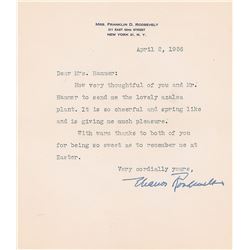 MRS. FRANKLIN D. ROOSEVELT
211 EAST 62ND STREET
NEW YORK 21, N. Y.
April 2, 1956
Dear Mrs. Hammer:
How very thoughtful of you and Mr.
Hammer to send me the lovely azalea
plant. It is so cheerful and spring like
and is giving me much pleasure.
With warm thanks to both of you
for being so sweet as to remember me at
Easter.
Very cordially yours,
Eleanor Roosevelt